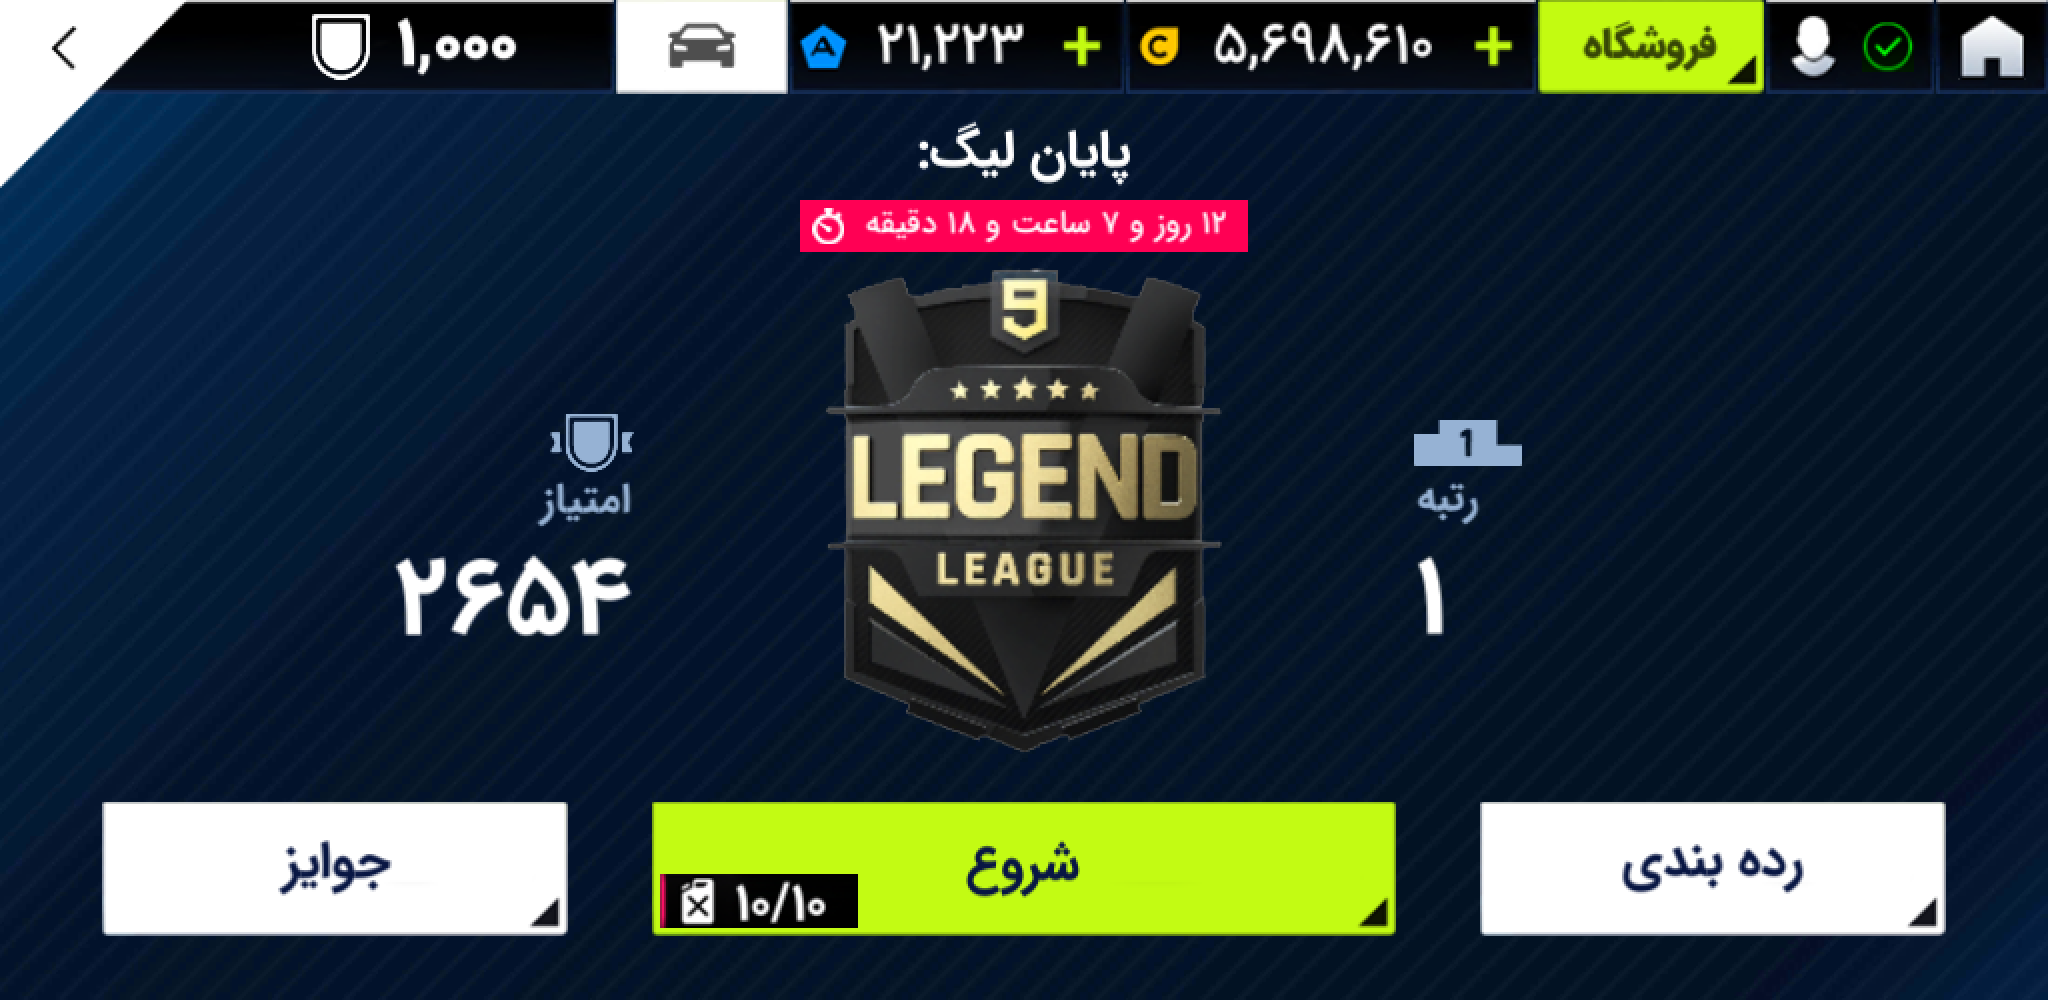 ۱,۰۰۰
A
۲۱,۲۲۳
C
۵,۶۹۸,۶۱۰
فروشگاه
پایان لیگ:
۱۲ روز و ۷ ساعت و ۱۸ دقیقه
9
LEGEND
LEAGUE
1
رتبه
۱
امتیاز
۲۶۵۴
رده بندی
شروع
۱۰/۱۰
جوایز